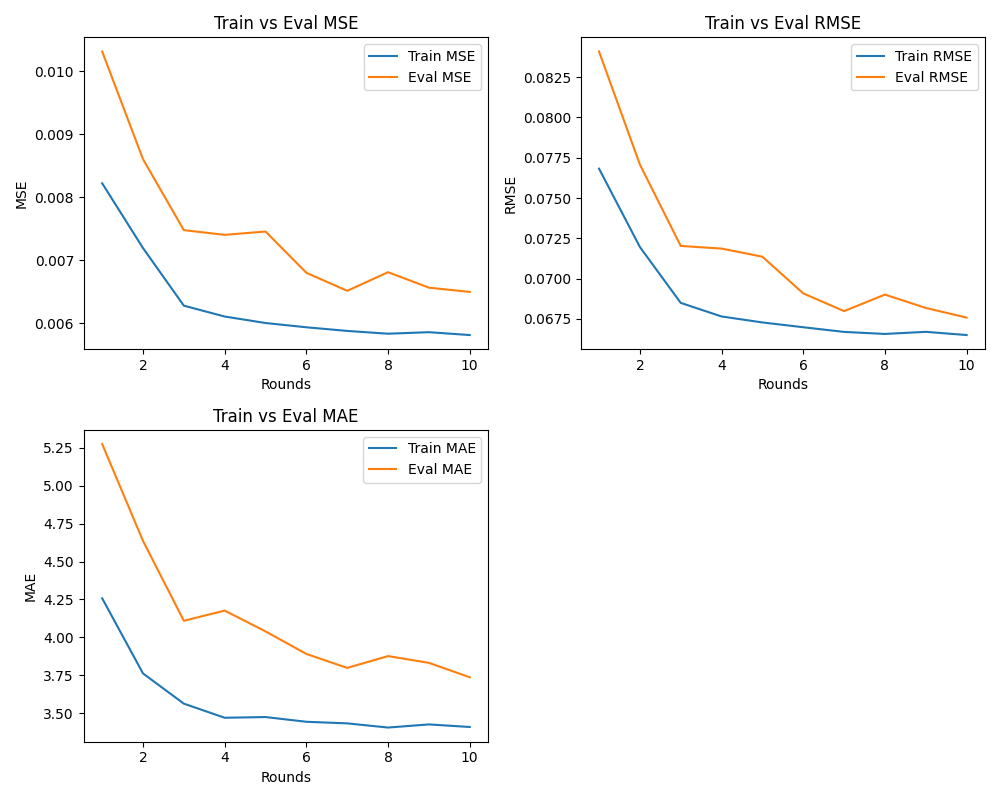 Train vs Eval MSE
Train MSE
Eval MSE
0.010
0.009
0.008
0.007
0.006
MSE
2 4 6 8 10
Rounds
Train vs Eval RMSE
Train RMSE
Eval RMSE
0.0825
0.0800
0.0775
0.0750
0.0725
0.0700
0.0675
RMSE
2 4 6 8 10
Rounds
Train vs Eval MAE
Train MAE
Eval MAE
5.25
5.00
4.75
4.50
4.25
4.00
3.75
3.50
MAE
2 4 6 8 10
Rounds